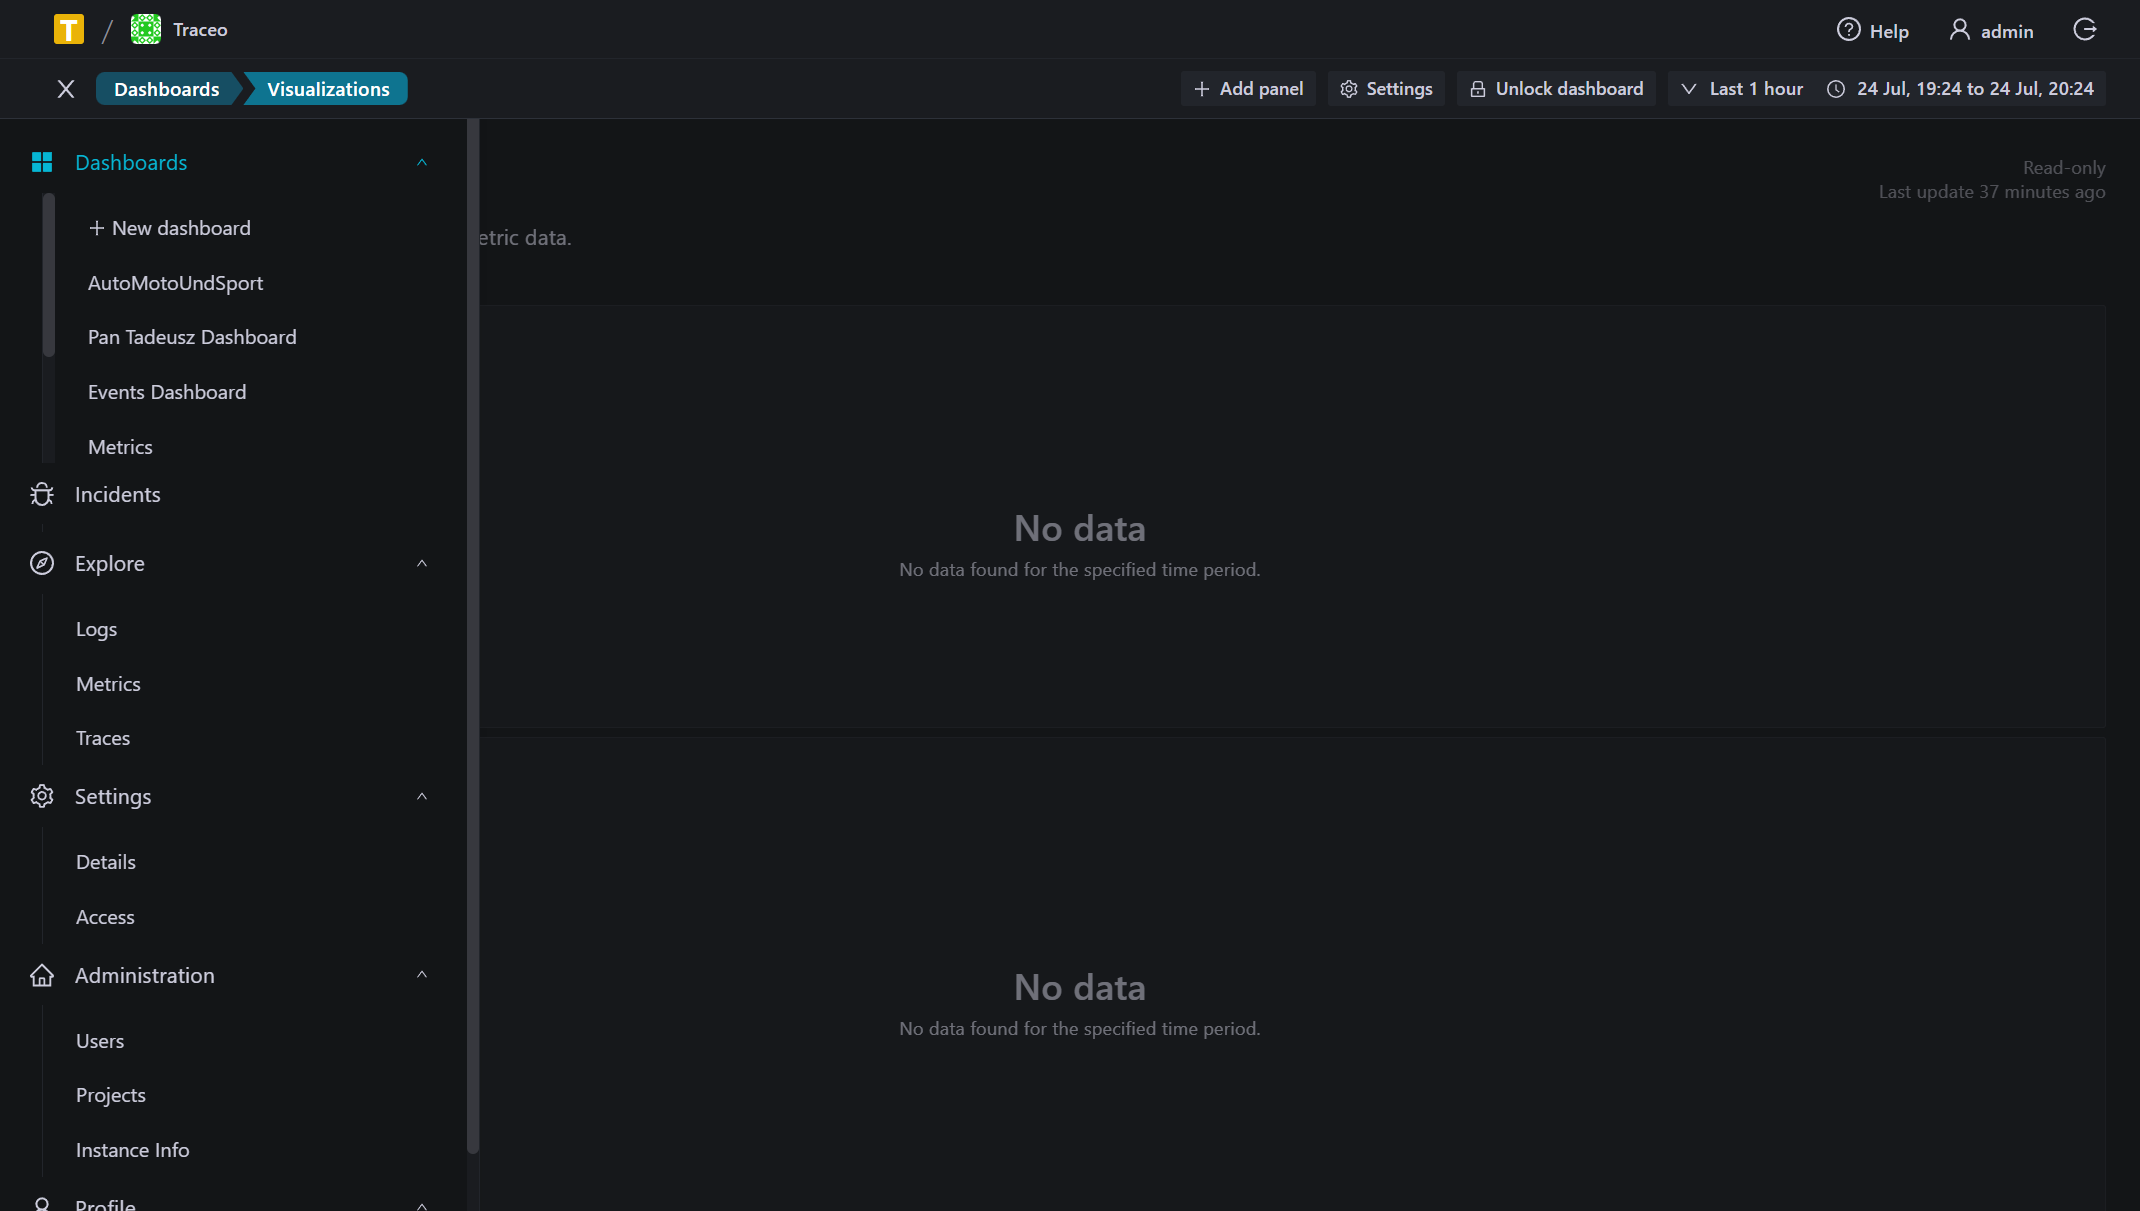 T / Traceo
Help
admin
Dashboards
Visualizations
Add panel
Settings
Unlock dashboard
Last 1 hour
24 Jul, 19:24 to 24 Jul, 20:24
Dashboards
Read-only
Last update 37 minutes ago
+ New dashboard
etric data.
AutoMotoUndSport
Pan Tadeusz Dashboard
Events Dashboard
Metrics
Incidents
No data
No data found for the specified time period.
Explore
Logs
Metrics
Traces
Settings
Details
Access
Administration
No data
No data found for the specified time period.
Users
Projects
Instance Info
Profile